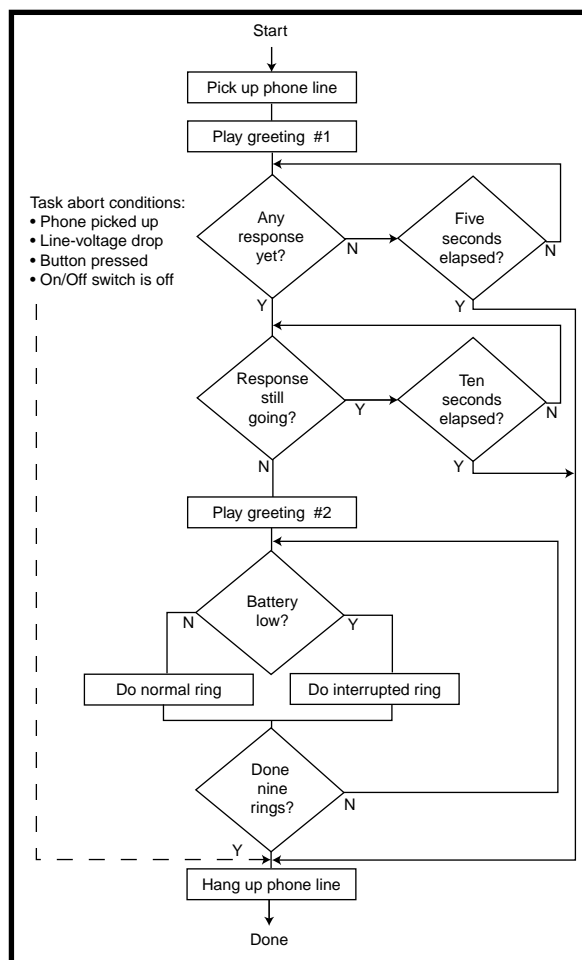 Start
Pick up phone line
Play greeting #1
Task abort conditions:
• Phone picked up
• Line-voltage drop
• Button pressed
• On/Off switch is off
Any
response
yet?
N
Y
Five
seconds
elapsed?
N
Y
Response
still
going?
Y
N
Ten
seconds
elapsed?
N
Y
Play greeting #2
Battery
low?
N
Y
Do normal ring
Do interrupted ring
Done
nine
rings?
N
Y
Hang up phone line
Done